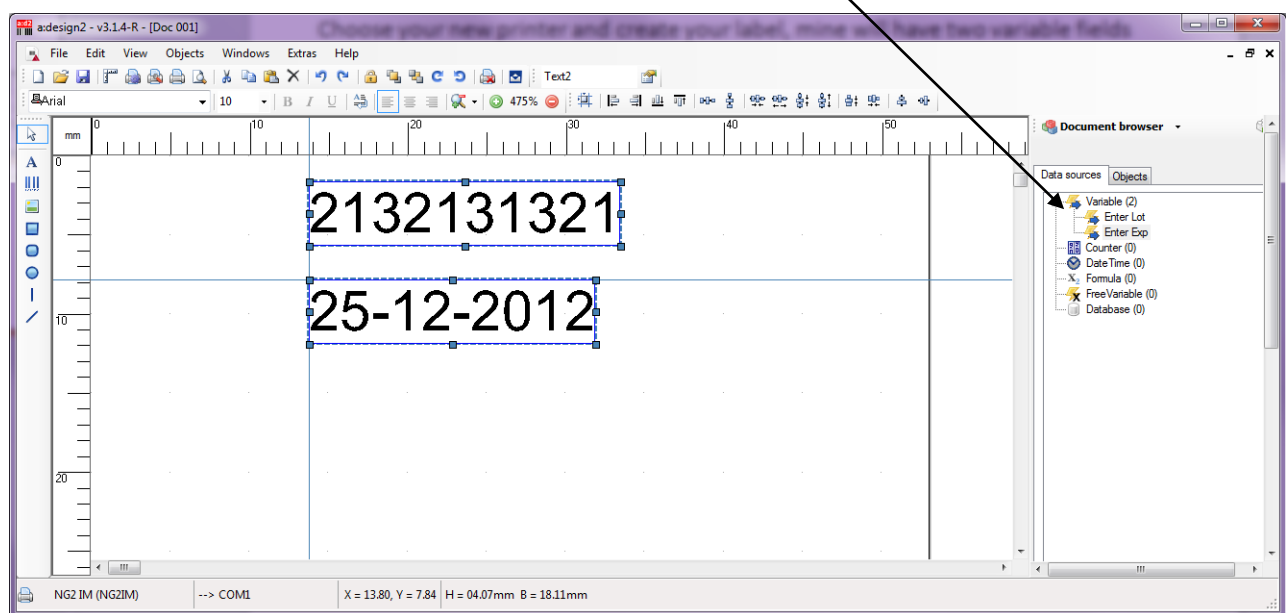 a:design2 - v3.1.4-R - [Doc 001]
Choose your new printer and create your label, mine will have two variable fields
File Edit View Objects Windows Extras Help
Text2
Arial 10 B I U 475%
mm 0 10 20 30 40 50
Document browser
0
Data sources Objects
2132131321
Variable (2)
Enter Lot
Enter Exp
Counter (0)
DateTime (0)
Formula (0)
FreeVariable (0)
Database (0)
25-12-2012
10
20
NG2 IM (NG2IM) --> COM1 X = 13.80, Y = 7.84 H = 04.07mm B = 18.11mm